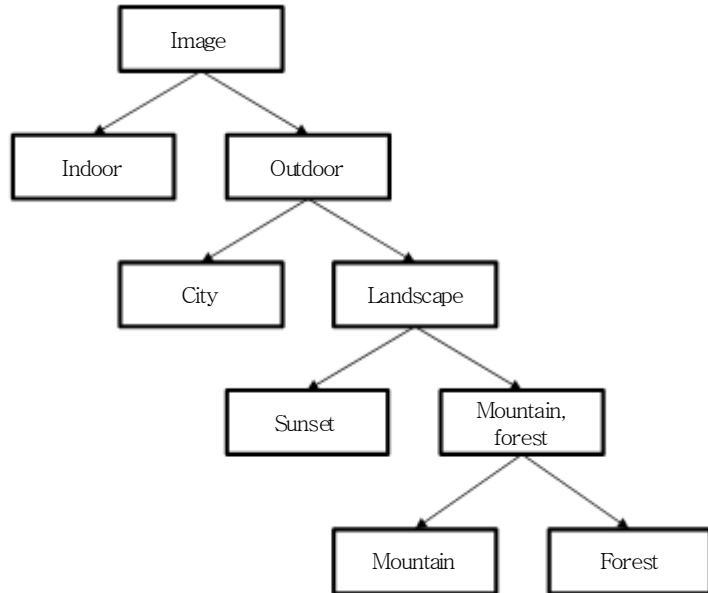 Image
Indoor
Outdoor
City
Landscape
Sunset
Mountain,
forest
Mountain
Forest